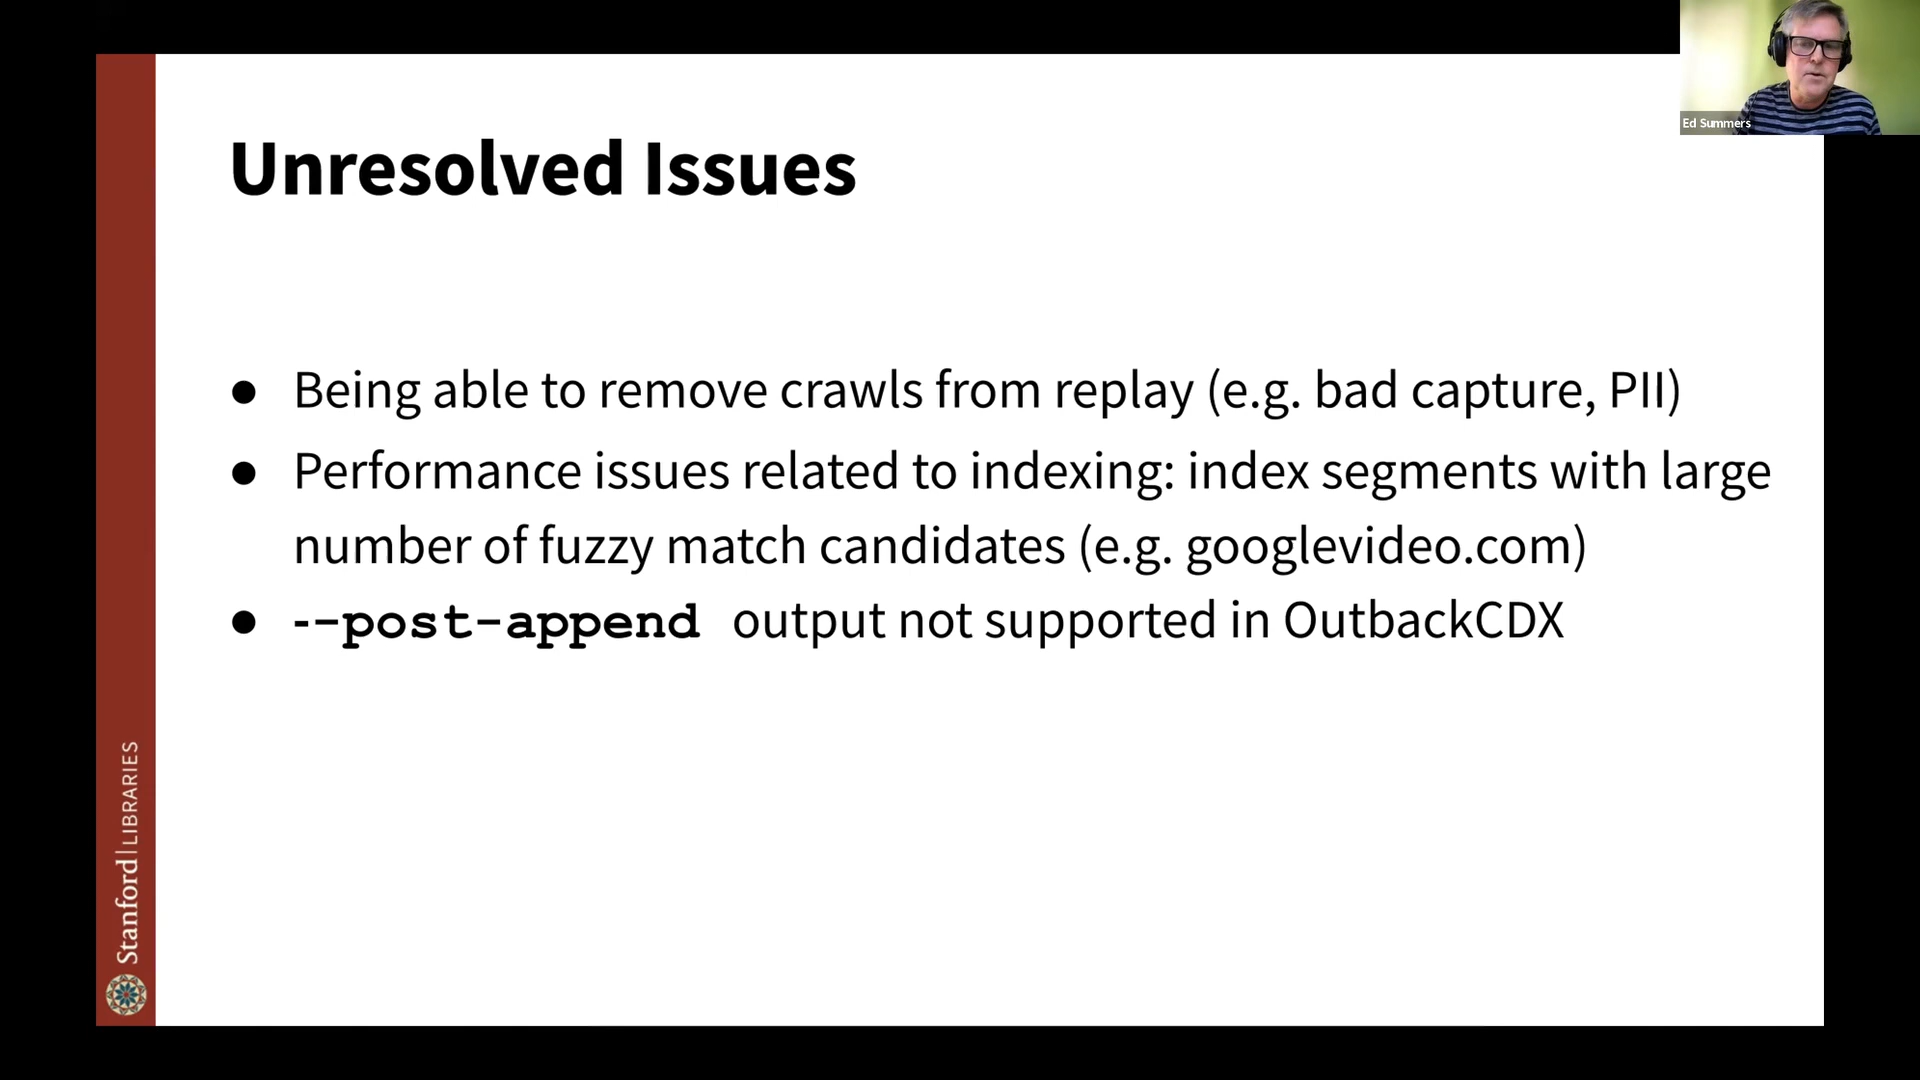 Unresolved Issues
● Being able to remove crawls from replay (e.g. bad capture, PII)
● Performance issues related to indexing: index segments with large
number of fuzzy match candidates (e.g. googlevideo.com)
● --post-append output not supported in OutbackCDX
Stanford | LIBRARIES
Ed Summers